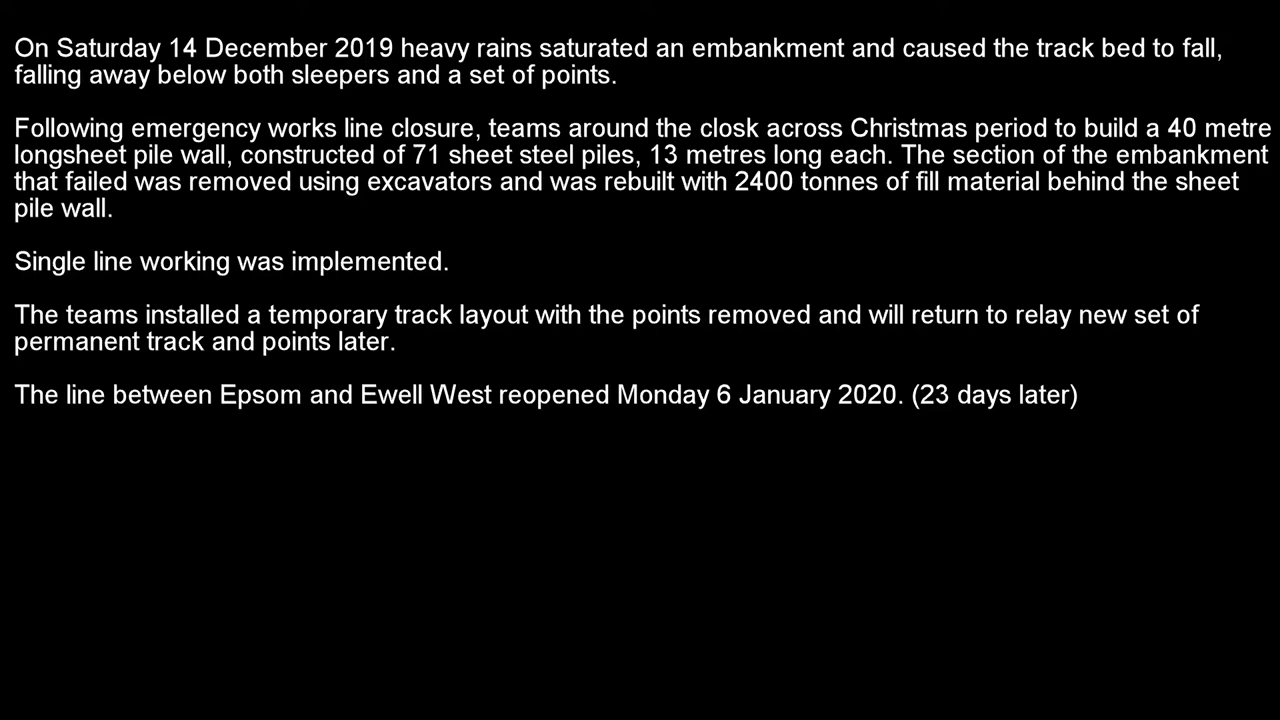 On Saturday 14 December 2019 heavy rains saturated an embankment and caused the track bed to fall,
falling away below both sleepers and a set of points.
Following emergency works line closure, teams around the closk across Christmas period to build a 40 metre
longsheet pile wall, constructed of 71 sheet steel piles, 13 metres long each. The section of the embankment
that failed was removed using excavators and was rebuilt with 2400 tonnes of fill material behind the sheet
pile wall.
Single line working was implemented.
The teams installed a temporary track layout with the points removed and will return to relay new set of
permanent track and points later.
The line between Epsom and Ewell West reopened Monday 6 January 2020. (23 days later)